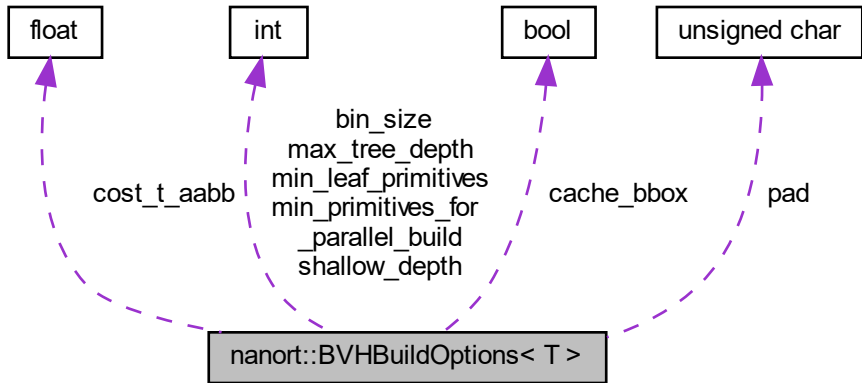 float
int
bool
unsigned char
bin_size
max_tree_depth
min_leaf_primitives
min_primitives_for
_parallel_build
shallow_depth
cost_t_aabb
cache_bbox
pad
nanort::BVHBuildOptions< T >